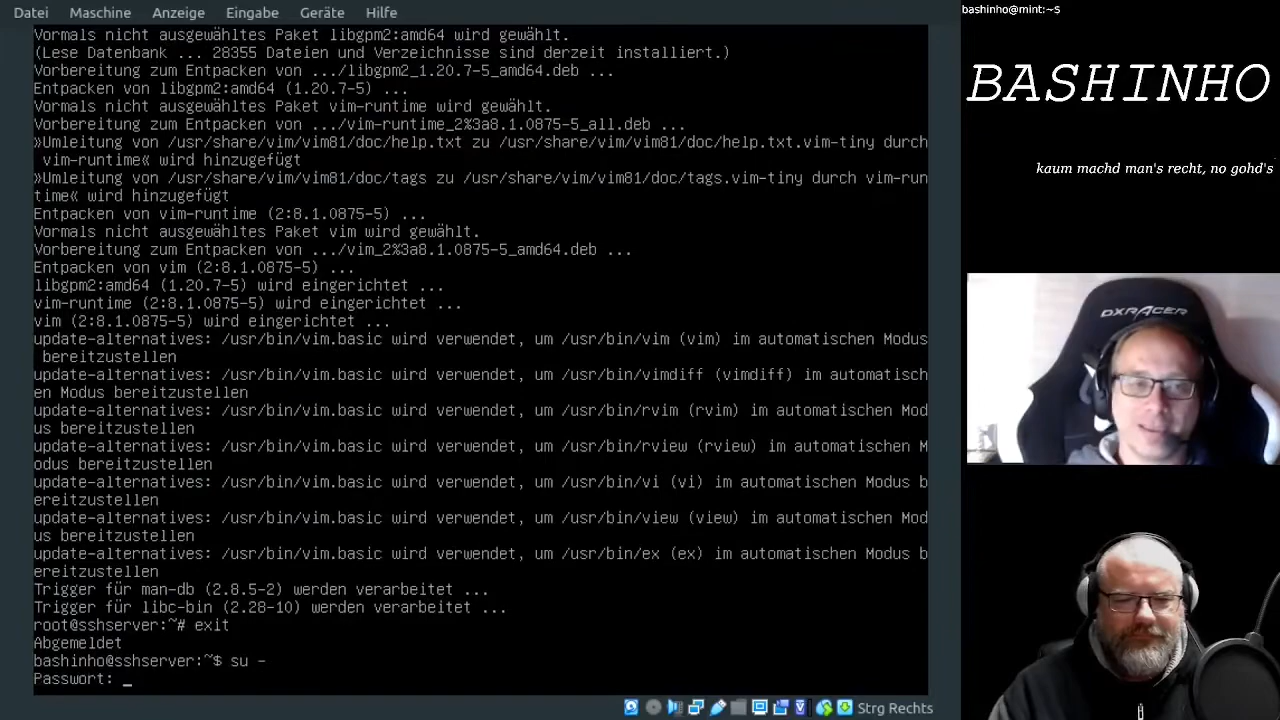 Datei Maschine Anzeige Eingabe Geräte Hilfe
Vormals nicht ausgewähltes Paket libgpm2:amd64 wird gewählt.
(Lese Datenbank ... 28355 Dateien und Verzeichnisse sind derzeit installiert.)
Vorbereitung zum Entpacken von .../libgpm2_1.20.7-5_amd64.deb ...
Entpacken von libgpm2:amd64 (1.20.7-5) ...
Vormals nicht ausgewähltes Paket vim-runtime wird gewählt.
Vorbereitung zum Entpacken von .../vim-runtime_2%3a8.1.0875-5_all.deb ...
»Umleitung von /usr/share/vim/vim81/doc/help.txt zu /usr/share/vim/vim81/doc/help.txt.vim-tiny durch
 vim-runtime« wird hinzugefügt
»Umleitung von /usr/share/vim/vim81/doc/tags zu /usr/share/vim/vim81/doc/tags.vim-tiny durch vim-run
time« wird hinzugefügt
Entpacken von vim-runtime (2:8.1.0875-5) ...
Vormals nicht ausgewähltes Paket vim wird gewählt.
Vorbereitung zum Entpacken von .../vim_2%3a8.1.0875-5_amd64.deb ...
Entpacken von vim (2:8.1.0875-5) ...
libgpm2:amd64 (1.20.7-5) wird eingerichtet ...
vim-runtime (2:8.1.0875-5) wird eingerichtet ...
vim (2:8.1.0875-5) wird eingerichtet ...
update-alternatives: /usr/bin/vim.basic wird verwendet, um /usr/bin/vim (vim) im automatischen Modus
 bereitzustellen
update-alternatives: /usr/bin/vim.basic wird verwendet, um /usr/bin/vimdiff (vimdiff) im automatisch
en Modus bereitzustellen
update-alternatives: /usr/bin/vim.basic wird verwendet, um /usr/bin/rvim (rvim) im automatischen Mod
us bereitzustellen
update-alternatives: /usr/bin/vim.basic wird verwendet, um /usr/bin/rview (rview) im automatischen M
odus bereitzustellen
update-alternatives: /usr/bin/vim.basic wird verwendet, um /usr/bin/vi (vi) im automatischen Modus b
ereitzustellen
update-alternatives: /usr/bin/vim.basic wird verwendet, um /usr/bin/view (view) im automatischen Mod
us bereitzustellen
update-alternatives: /usr/bin/vim.basic wird verwendet, um /usr/bin/ex (ex) im automatischen Modus b
ereitzustellen
Trigger für man-db (2.8.5-2) werden verarbeitet ...
Trigger für libc-bin (2.28-10) werden verarbeitet ...
root@sshserver:~# exit
Abgemeldet
bashinho@sshserver:~$ su -
Passwort: _
Strg Rechts
bashinho@mint:~$
BASHINHO
kaum machd man's recht, no gohd's
DXRACER